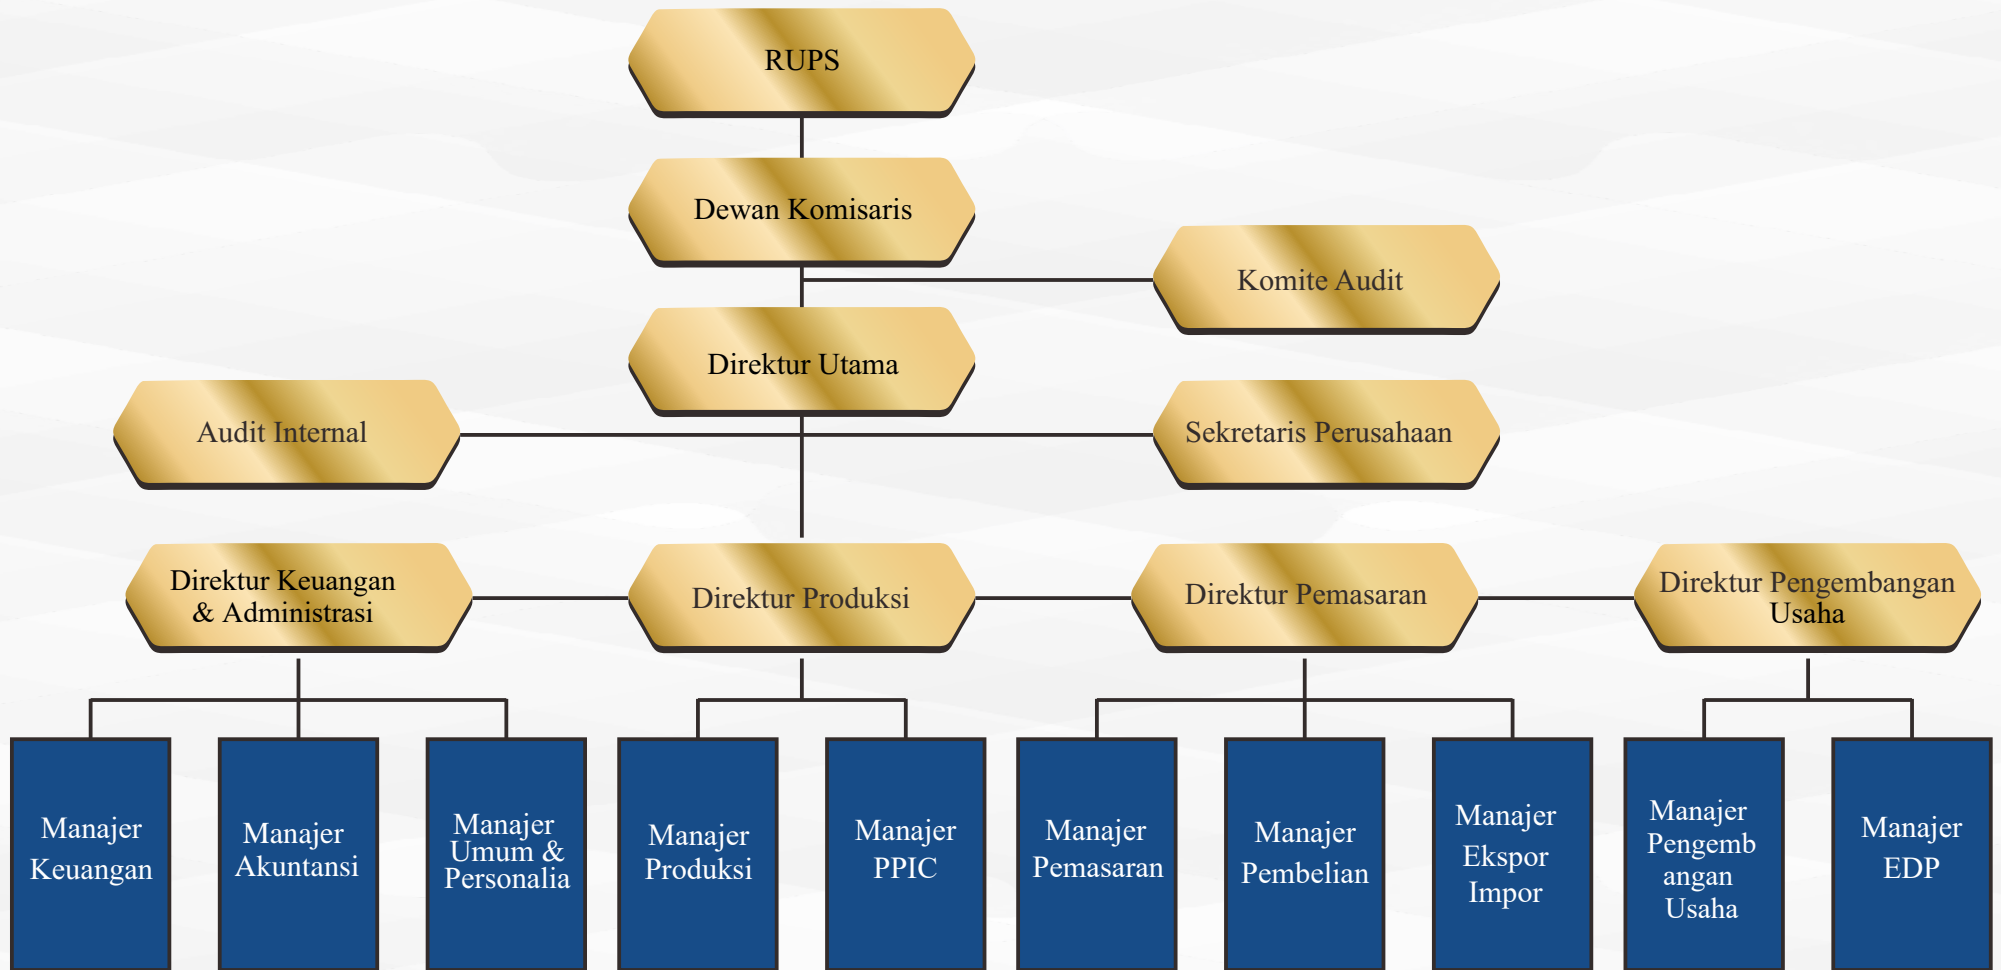 RUPS
Dewan Komisaris
Komite Audit
Direktur Utama
Audit Internal
Sekretaris Perusahaan
Direktur Keuangan
& Administrasi
Direktur Produksi
Direktur Pemasaran
Direktur Pengembangan
Usaha
Manajer
Keuangan
Manajer
Akuntansi
Manajer
Umum &
Personalia
Manajer
Produksi
Manajer
PPIC
Manajer
Pemasaran
Manajer
Pembelian
Manajer
Ekspor
Impor
Manajer
Pengemb
angan
Usaha
Manajer
EDP